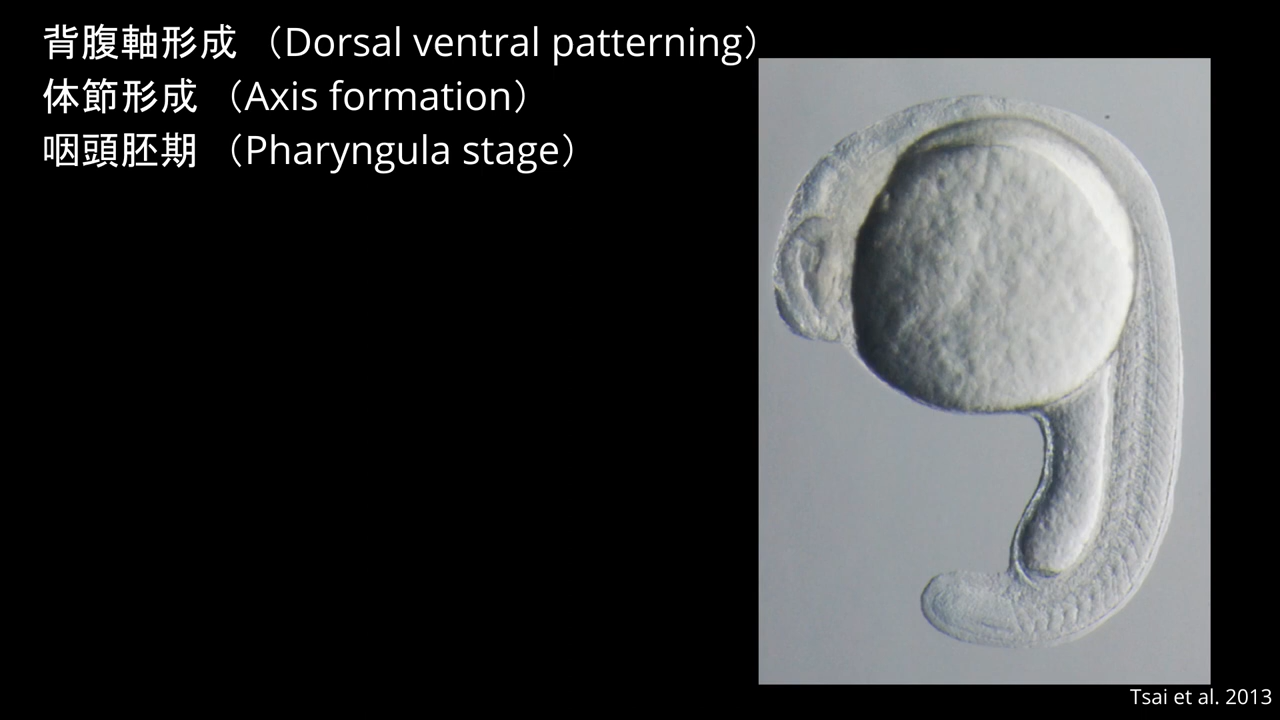 背腹軸形成 （Dorsal ventral patterning）
体節形成 （Axis formation）
咽頭胚期 （Pharyngula stage）
Tsai et al. 2013